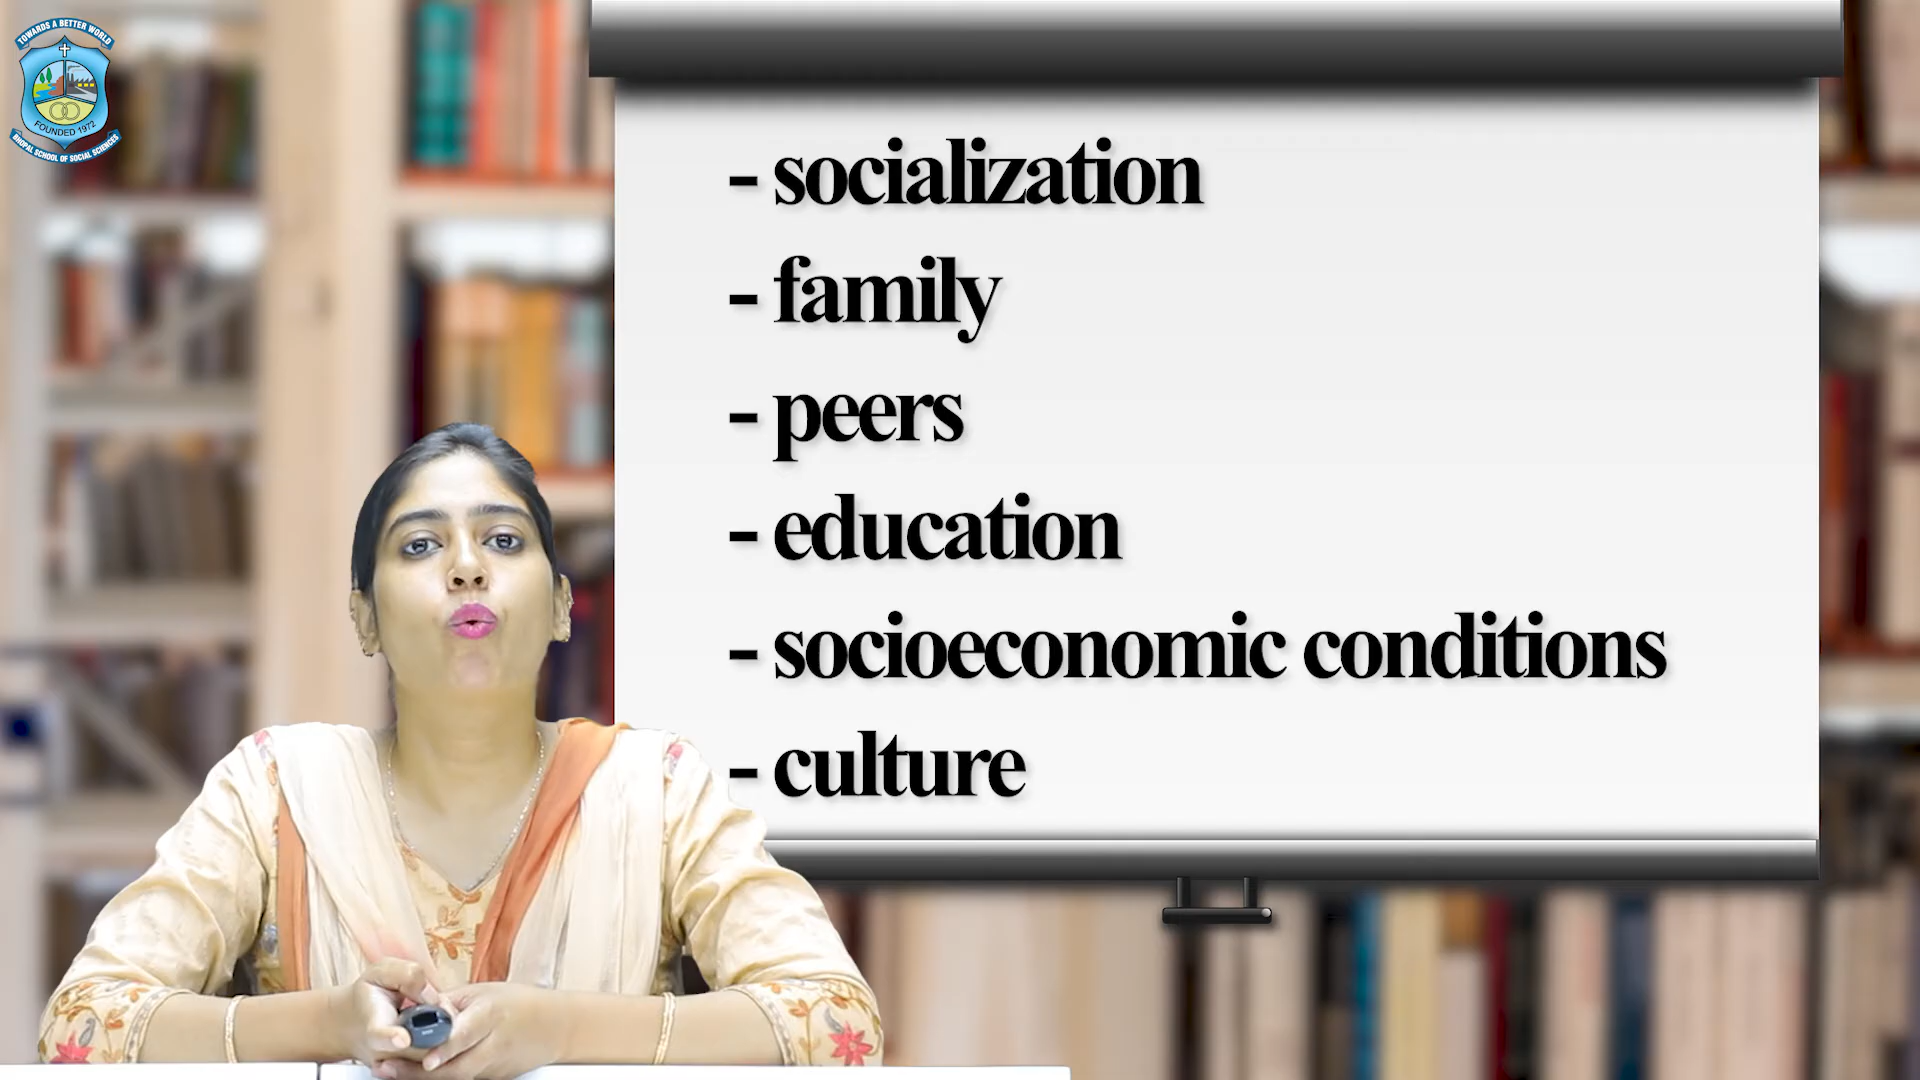 TOWARDS A BETTER WORLD
FOUNDED 1972
BHOPAL SCHOOL OF SOCIAL SCIENCES
- socialization
- family
- peers
- education
- socioeconomic conditions
- culture